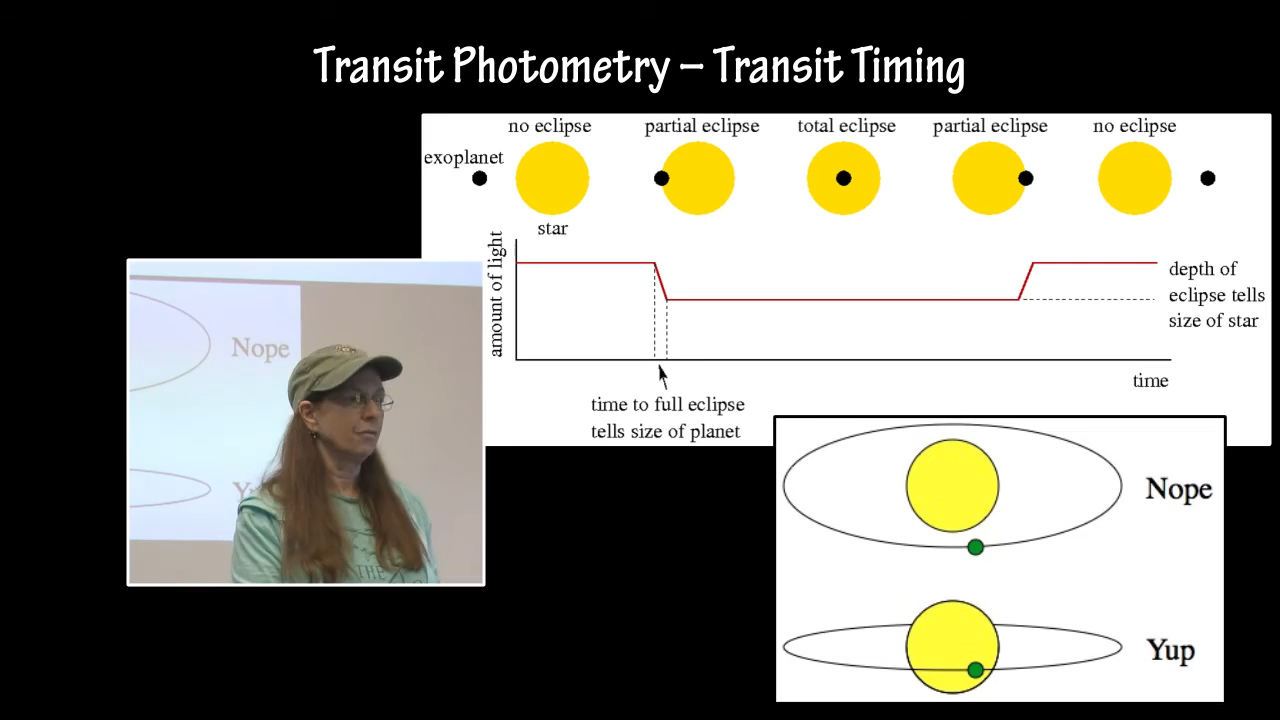 Transit Photometry – Transit Timing
no eclipse
partial eclipse
total eclipse
partial eclipse
no eclipse
exoplanet
star
amount of light
depth of
eclipse tells
size of star
time
time to full eclipse
tells size of planet
Nope
Yup
Nope
THE